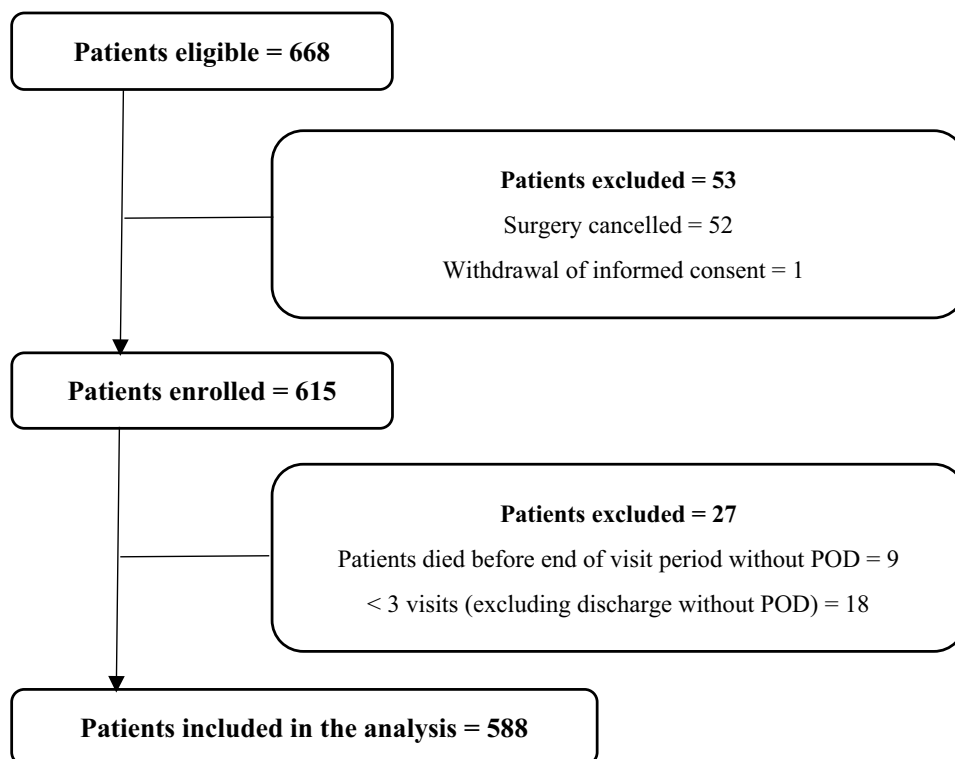 Patients eligible = 668
Patients excluded = 53
Surgery cancelled = 52
Withdrawal of informed consent = 1
Patients enrolled = 615
Patients excluded = 27
Patients died before end of visit period without POD = 9
< 3 visits (excluding discharge without POD) = 18
Patients included in the analysis = 588